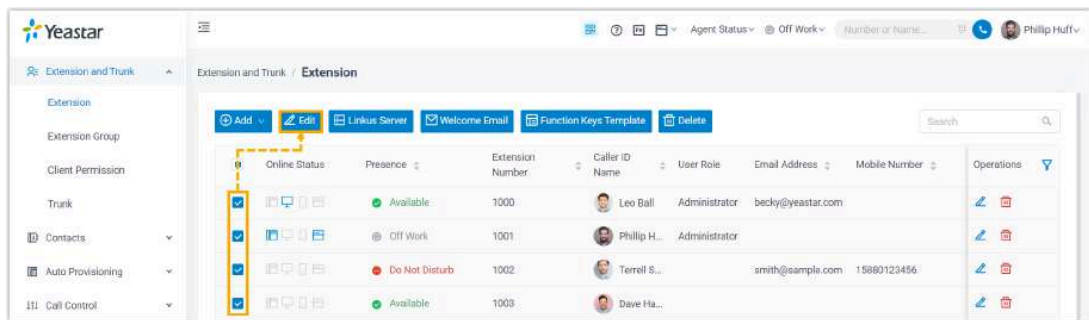 Yeastar
Agent Status Off Work Number or Name... Phillip Huff
Extension and Trunk
Extension and Trunk / Extension
Extension
Add Edit Linkus Server Welcome Email Function Keys Template Delete Search
Extension Group
Client Permission
Online Status Presence Extension Number Caller ID Name User Role Email Address Mobile Number Operations
Trunk
Available 1000 Leo Ball Administrator becky@yeastar.com
Contacts
Off Work 1001 Phillip H... Administrator
Auto Provisioning
Do Not Disturb 1002 Terrell S... smith@sample.com 15880123456
Call Control
Available 1003 Dave Ha...